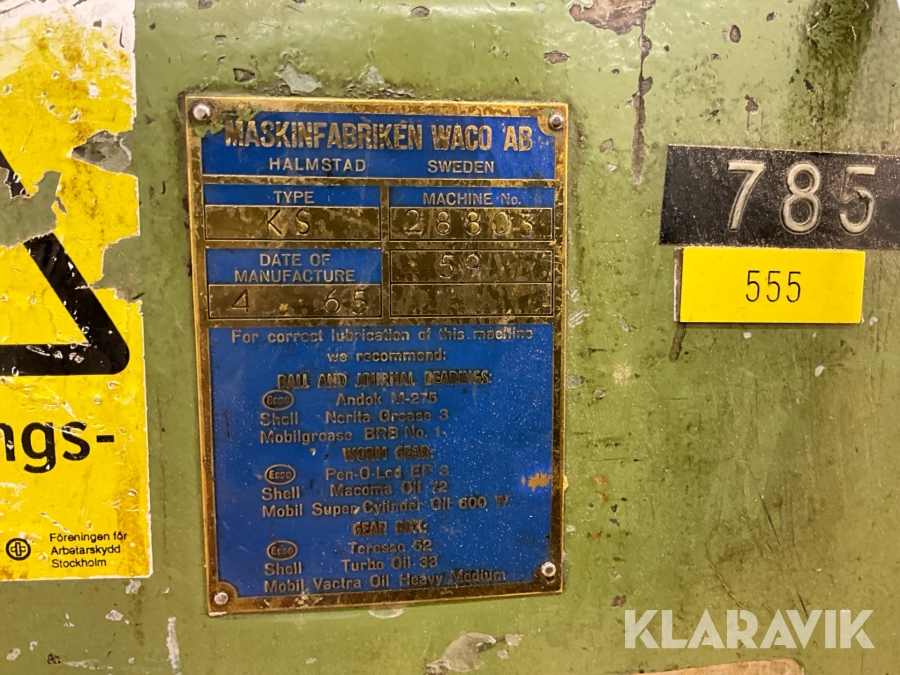 MASKINFABRIKEN WACO AB
HALMSTAD SWEDEN
TYPE MACHINE No.
KS 28803
DATE OF MANUFACTURE 59
4 65
For correct lubrication of this machine
we recommend:
BALL AND JOURNAL BEARINGS:
Esso Andok M-275
Shell Nerita Grease 3
Mobilgrease BRB No. 1
WORM GEAR:
Esso Pen-O-Led EP 3
Shell Macoma Oil 72
Mobil Super Cylinder Oil 600 W
GEAR BOX:
Esso Teresso 52
Shell Turbo Oil 33
Mobil Vactra Oil Heavy Medium
785
555
ngs-
Föreningen för
Arbetarskydd
Stockholm
KLARAVIK